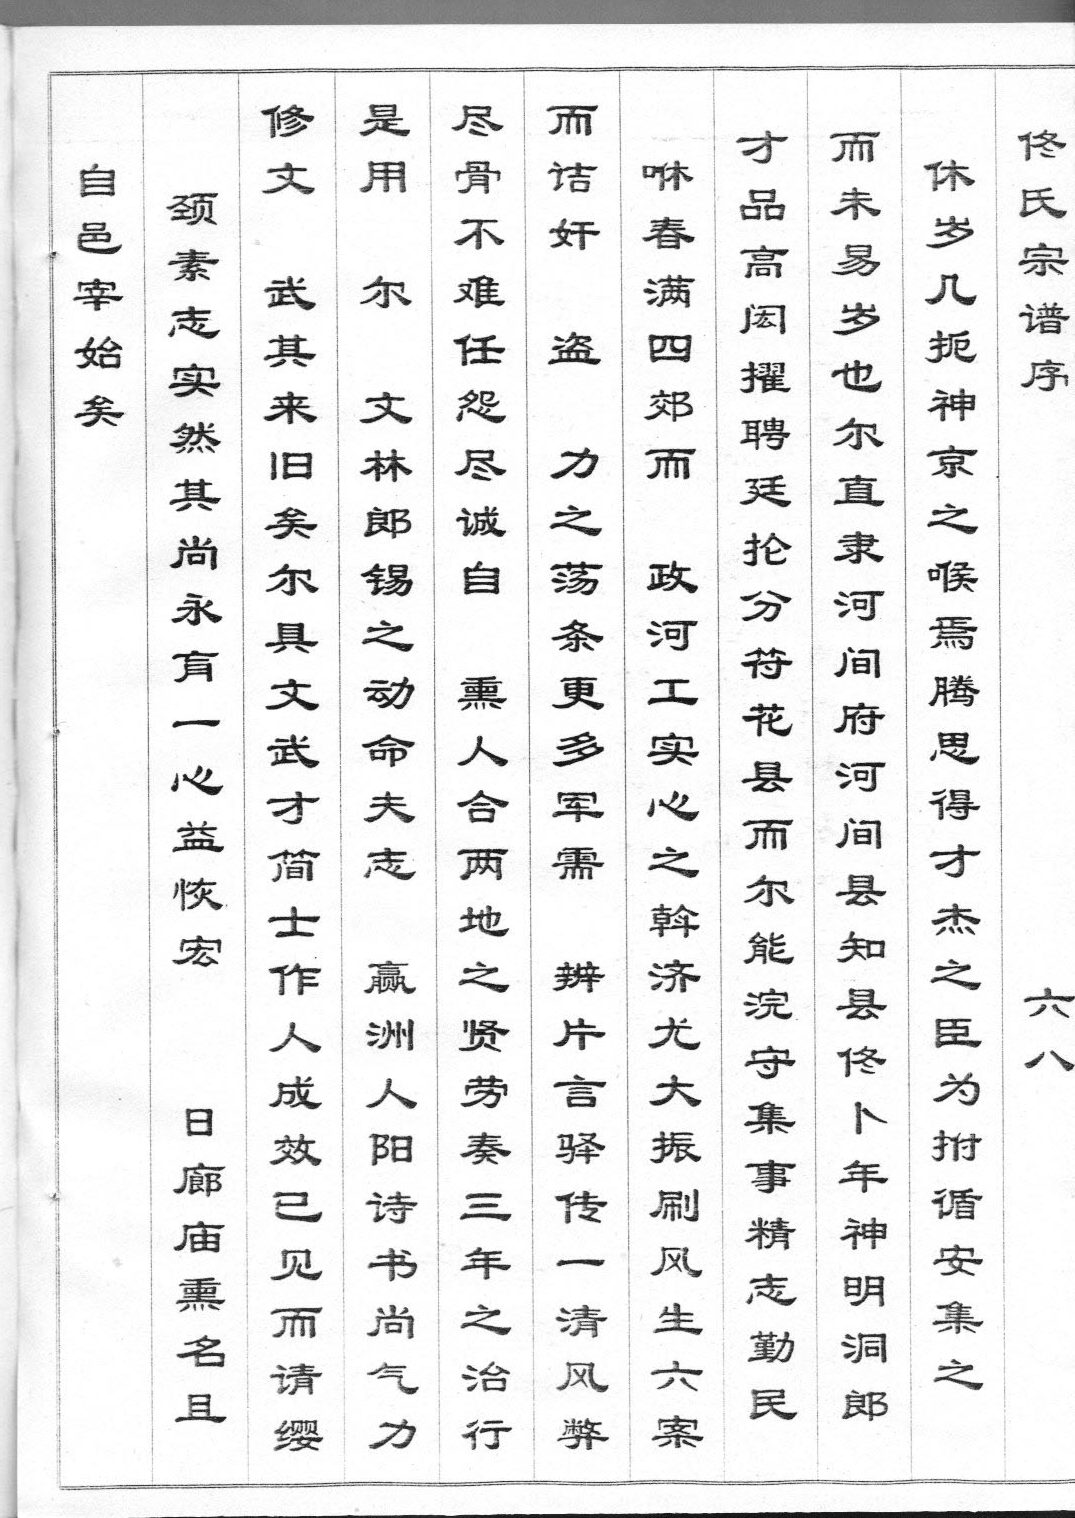 佟氏宗谱序
六八
休岁几扼神京之喉焉腾思得才杰之臣为拊循安集之
而未易岁也尔直隶河间府河间县知县佟卜年神明洞郎
才品高闳擢聘廷抡分符花县而尔能浣守集事精志勤民
咻春满四郊而 政河工实心之斡济尤大振刷风生六案
而诘奸 盗 力之荡条更多军需 辨片言驿传一清风弊
尽骨不难任怨尽诚自 熏人合两地之贤劳奏三年之治行
是用 尔 文林郎锡之动命夫志 赢洲人阳诗书尚气力
修文 武其来旧矣尔具文武才简士作人成效已见而请缨
颈素志实然其尚永肓一心益恢宏 日廊庙熏名且
自邑宰始矣